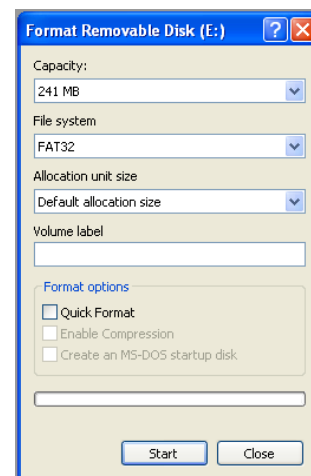 Format Removable Disk (E:)
Capacity:
241 MB
File system
FAT32
Allocation unit size
Default allocation size
Volume label
Format options
Quick Format
Enable Compression
Create an MS-DOS startup disk
Start Close